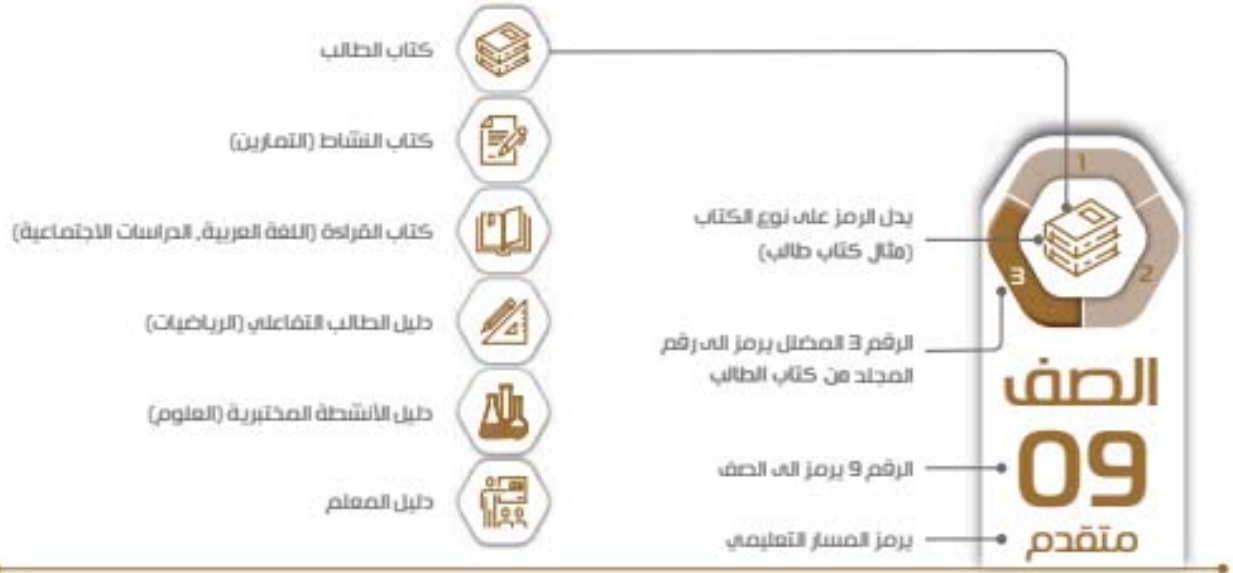 كتاب الطالب
كتاب النشاط (التمارين)
كتاب القراءة (اللغة العربية، الدراسات الاجتماعية)
دليل الطالب التفاعلي (الرياضيات)
دليل الأنشطة المختبرية (العلوم)
دليل المعلم
يدل الرمز على نوع الكتاب
(مثال كتاب طالب)
الرقم 3 المضلل يرمز الى رقم
المجلد من كتاب الطالب
الرقم 9 يرمز الى الصف
يرمز المسار التعليمي
1
2
3
الصف
09
متقدم